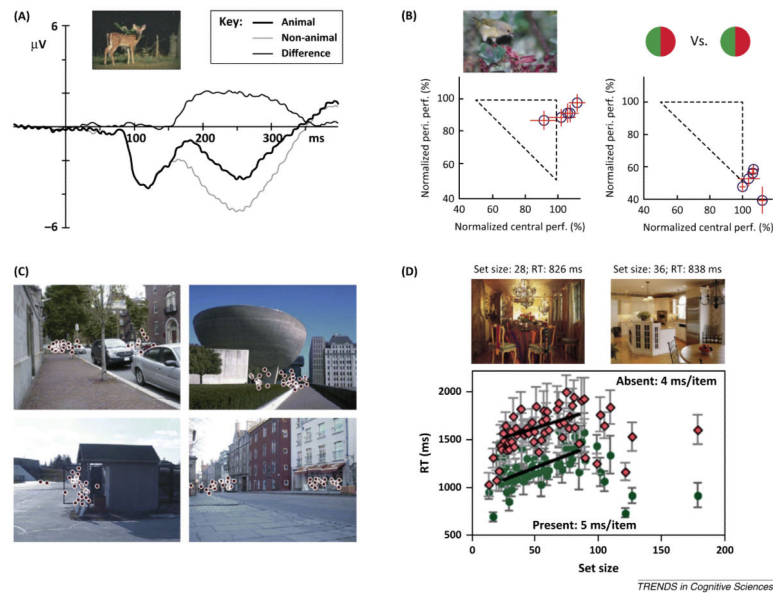 (A)
6
μV
Key:
Animal
Non-animal
Difference
100
200
300
400
ms
−6
(B)
Vs.
Normalized peri. perf. (%)
100
80
60
40
40
60
80
100
Normalized central perf. (%)
Normalized peri. perf. (%)
100
80
60
40
40
60
80
100
Normalized central perf. (%)
(C)
(D)
Set size: 28; RT: 826 ms
Set size: 36; RT: 838 ms
RT (ms)
2000
1500
1000
500
Absent: 4 ms/item
Present: 5 ms/item
0
50
100
150
200
Set size
TRENDS in Cognitive Sciences